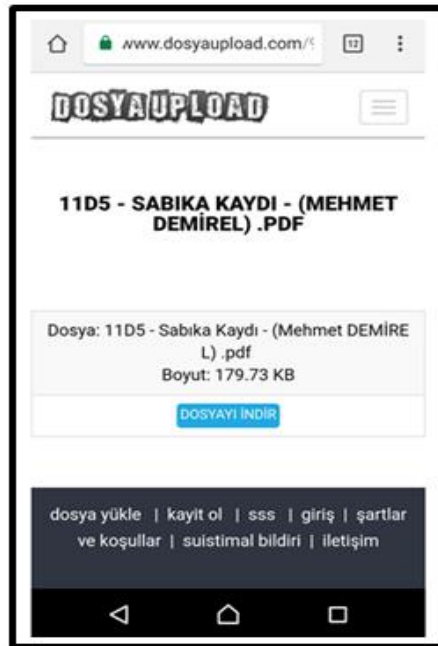 www.dosyaupload.com/
12
DOSYAUPLOAD
11D5 - SABIKA KAYDI - (MEHMET
DEMİREL) .PDF
Dosya: 11D5 - Sabıka Kaydı - (Mehmet DEMİRE
L) .pdf
Boyut: 179.73 KB
DOSYAYI İNDİR
dosya yükle | kayit ol | sss | giriş | şartlar
ve koşullar | suistimal bildiri | iletişim